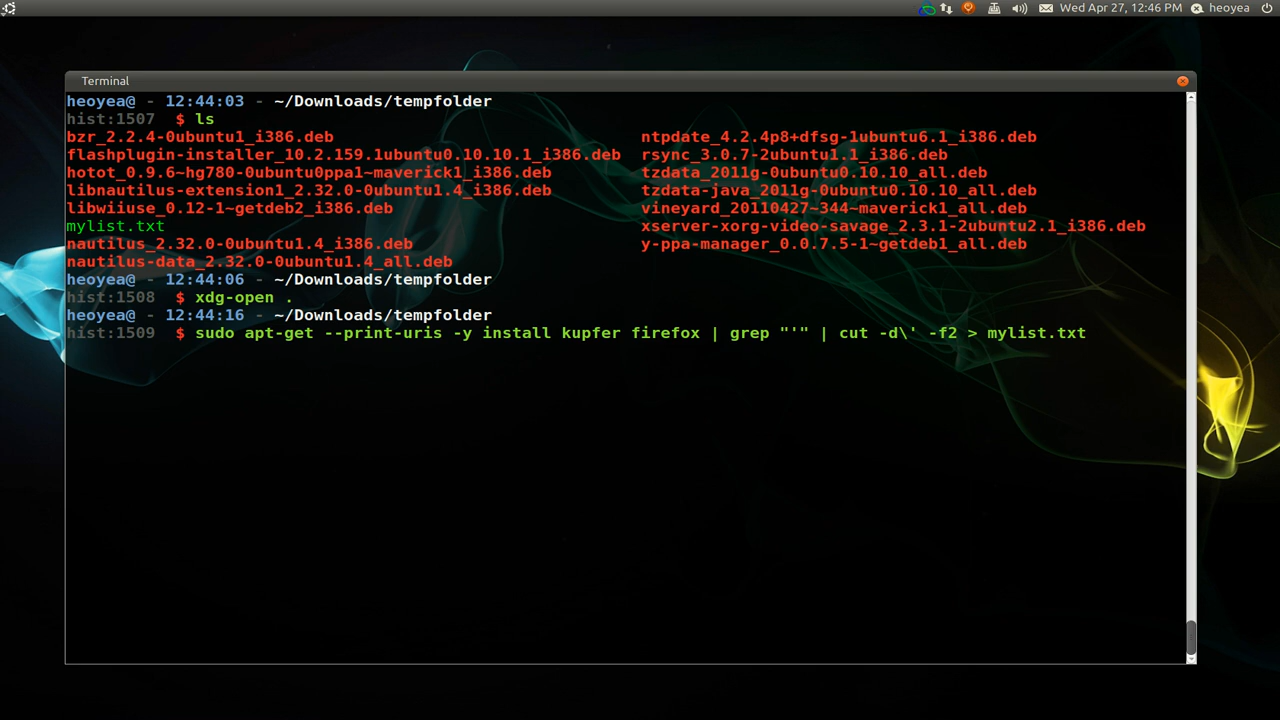 Wed Apr 27, 12:46 PM heoyea
Terminal
heoyea@ - 12:44:03 - ~/Downloads/tempfolder
hist:1507 $ ls
bzr_2.2.4-0ubuntu1_i386.deb ntpdate_4.2.4p8+dfsg-1ubuntu6.1_i386.deb
flashplugin-installer_10.2.159.1ubuntu0.10.10.1_i386.deb rsync_3.0.7-2ubuntu1.1_i386.deb
hotot_0.9.6~hg780-0ubuntu0ppa1~maverick1_i386.deb tzdata_2011g-0ubuntu0.10.10_all.deb
libnautilus-extension1_2.32.0-0ubuntu1.4_i386.deb tzdata-java_2011g-0ubuntu0.10.10_all.deb
libwiiuse_0.12-1~getdeb2_i386.deb vineyard_20110427~344~maverick1_all.deb
mylist.txt xserver-xorg-video-savage_2.3.1-2ubuntu2.1_i386.deb
nautilus_2.32.0-0ubuntu1.4_i386.deb y-ppa-manager_0.0.7.5-1~getdeb1_all.deb
nautilus-data_2.32.0-0ubuntu1.4_all.deb
heoyea@ - 12:44:06 - ~/Downloads/tempfolder
hist:1508 $ xdg-open .
heoyea@ - 12:44:16 - ~/Downloads/tempfolder
hist:1509 $ sudo apt-get --print-uris -y install kupfer firefox | grep "'" | cut -d\' -f2 > mylist.txt